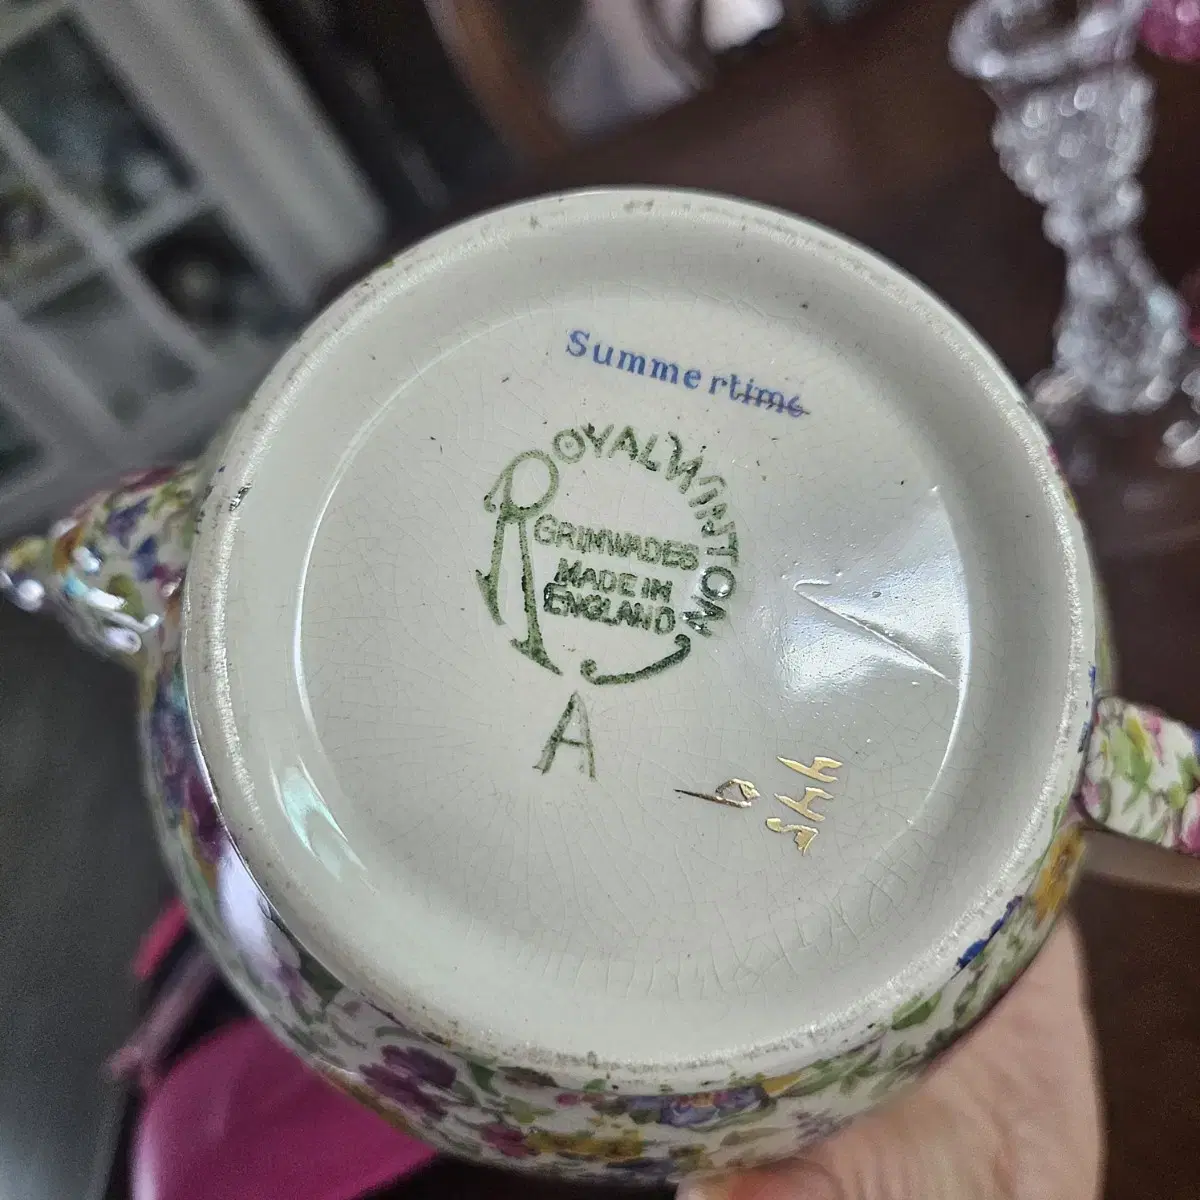 Summertime
ROYAL WINTON
GRIMWADES
MADE IN
ENGLAND
A